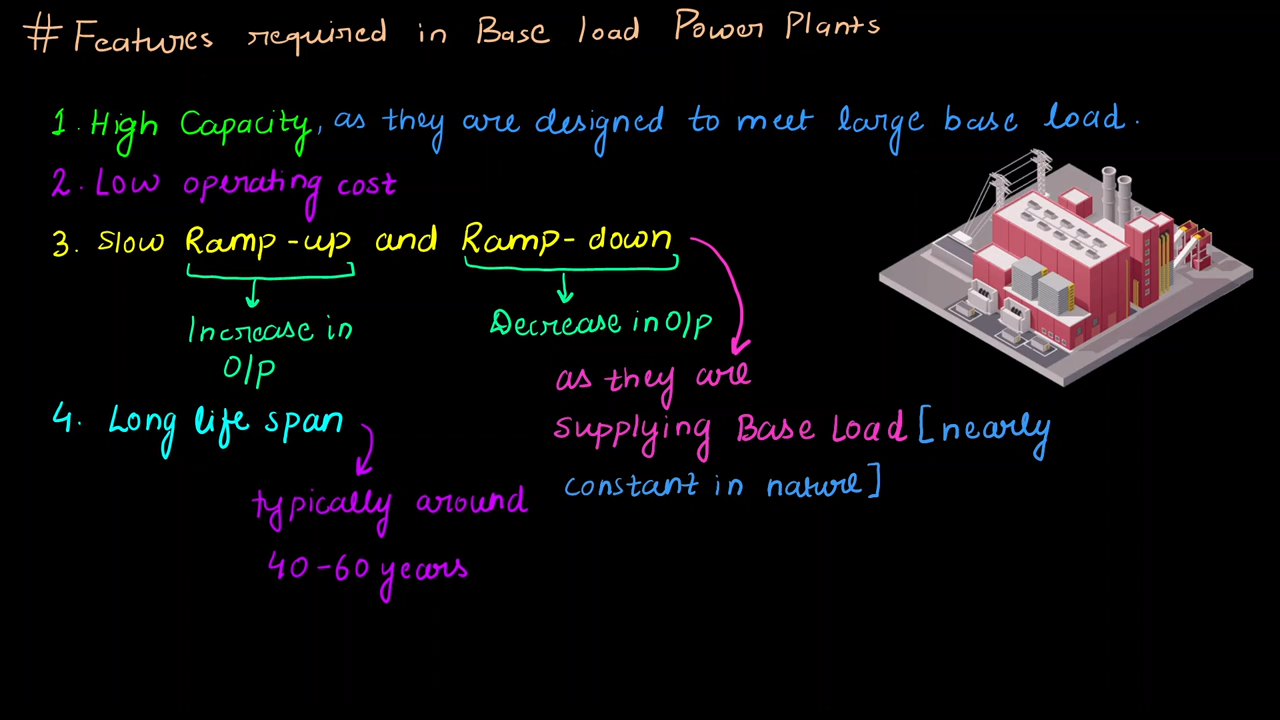 # Features required in Base load Power Plants
1. High Capacity, as they are designed to meet large base load.
2. Low operating cost
3. Slow Ramp-up and Ramp-down
Increase in O/P
Decrease in O/P
as they are
supplying Base Load [nearly
constant in nature]
4. Long life span
typically around
40-60 years